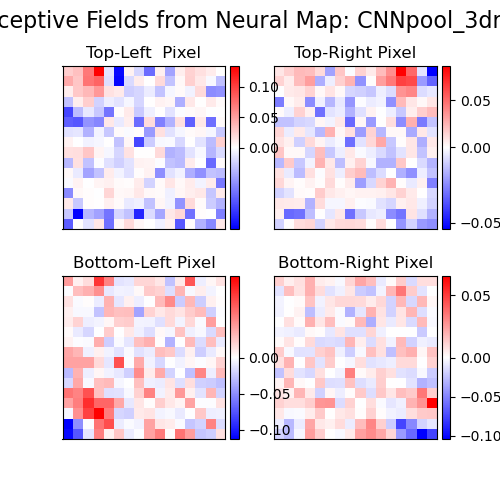 ceptive Fields from Neural Map: CNNpool_3dr
Top-Left  Pixel
Top-Right Pixel
0.10
0.05
0.00
0.05
0.00
−0.05
Bottom-Left Pixel
Bottom-Right Pixel
0.00
−0.05
−0.10
0.05
0.00
−0.05
−0.10